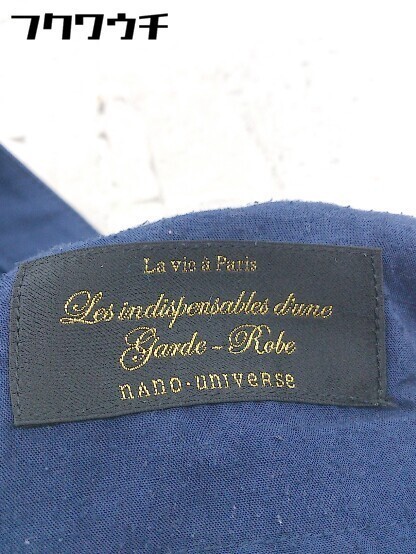 フクワウチ
La vie à Paris
Les indispensables d'une
Garde-Robe
nano·universe